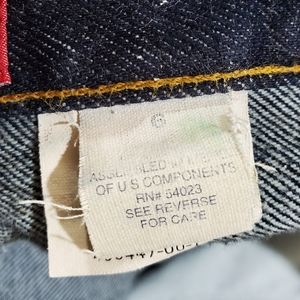 G
ASSEMBLED IN
OF U S COMPONENTS
RN# 54023
SEE REVERSE
FOR CARE